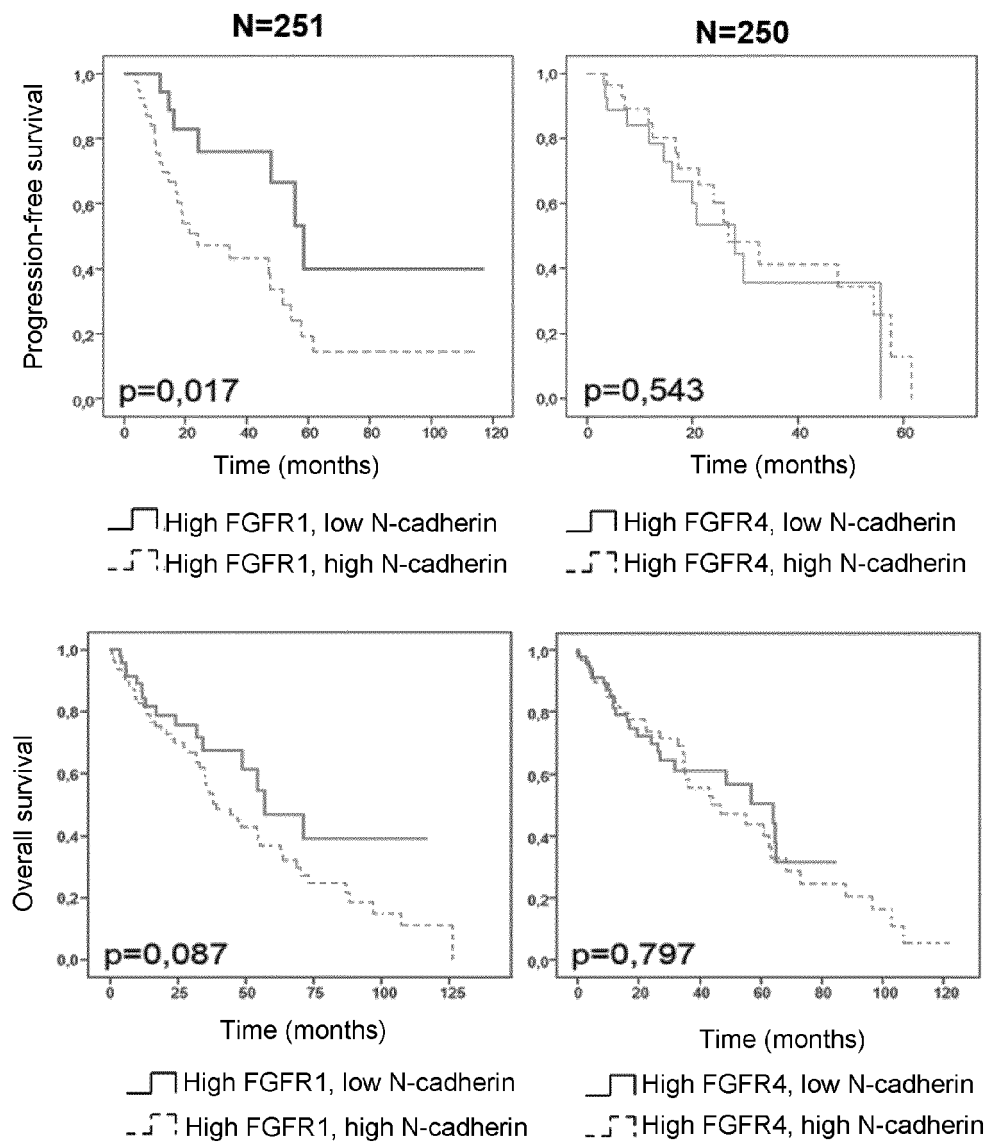 N=251
N=250
Progression-free survival
1,0
0,8
0,6
0,4
0,2
0,0
p=0,017
0 20 40 60 80 100 120
Time (months)
High FGFR1, low N-cadherin
High FGFR1, high N-cadherin
1,0
0,8
0,6
0,4
0,2
0,0
p=0,543
0 20 40 60
Time (months)
High FGFR4, low N-cadherin
High FGFR4, high N-cadherin
Overall survival
1,0
0,8
0,6
0,4
0,2
0,0
p=0,087
0 25 50 75 100 125
Time (months)
High FGFR1, low N-cadherin
High FGFR1, high N-cadherin
1,0
0,8
0,6
0,4
0,2
0,0
p=0,797
0 20 40 60 80 100 120
Time (months)
High FGFR4, low N-cadherin
High FGFR4, high N-cadherin